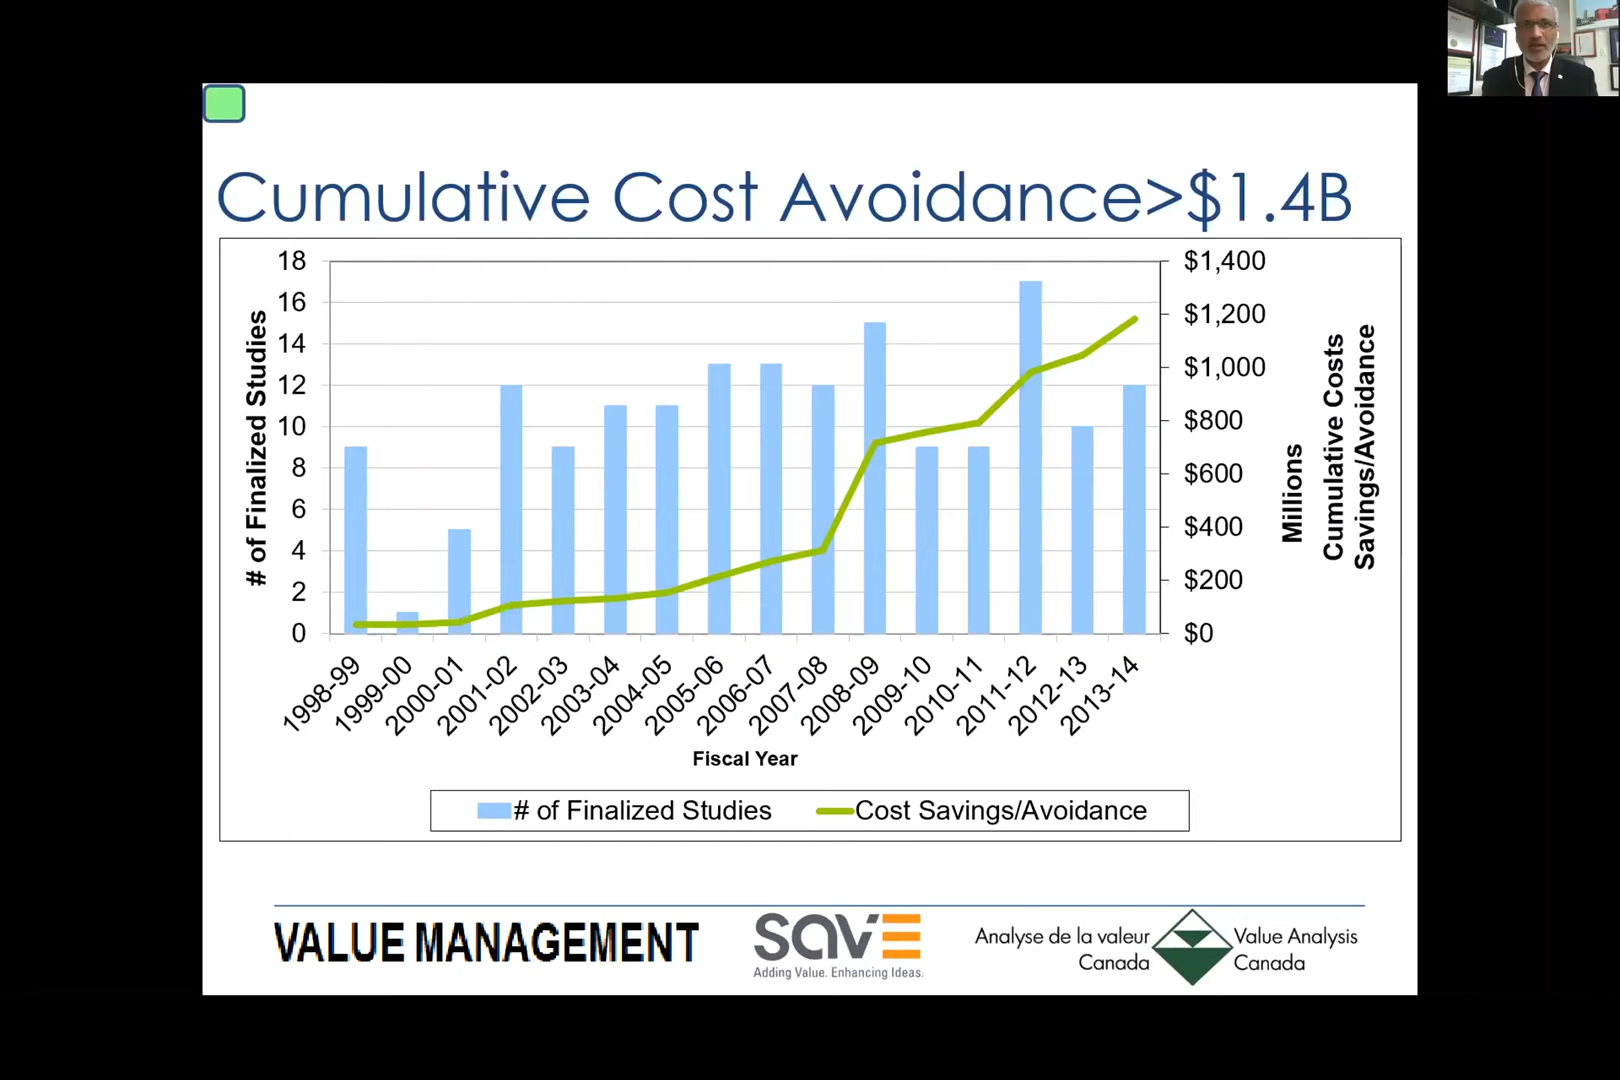 Cumulative Cost Avoidance>$1.4B
# of Finalized Studies
18
16
14
12
10
8
6
4
2
0
$1,400
$1,200
$1,000
$800
$600
$400
$200
$0
Millions
Cumulative Costs
Savings/Avoidance
1998-99
1999-00
2000-01
2001-02
2002-03
2003-04
2004-05
2005-06
2006-07
2007-08
2008-09
2009-10
2010-11
2011-12
2012-13
2013-14
Fiscal Year
# of Finalized Studies
Cost Savings/Avoidance
VALUE MANAGEMENT
save
Adding Value. Enhancing Ideas.
Analyse de la valeur
Canada
Value Analysis
Canada